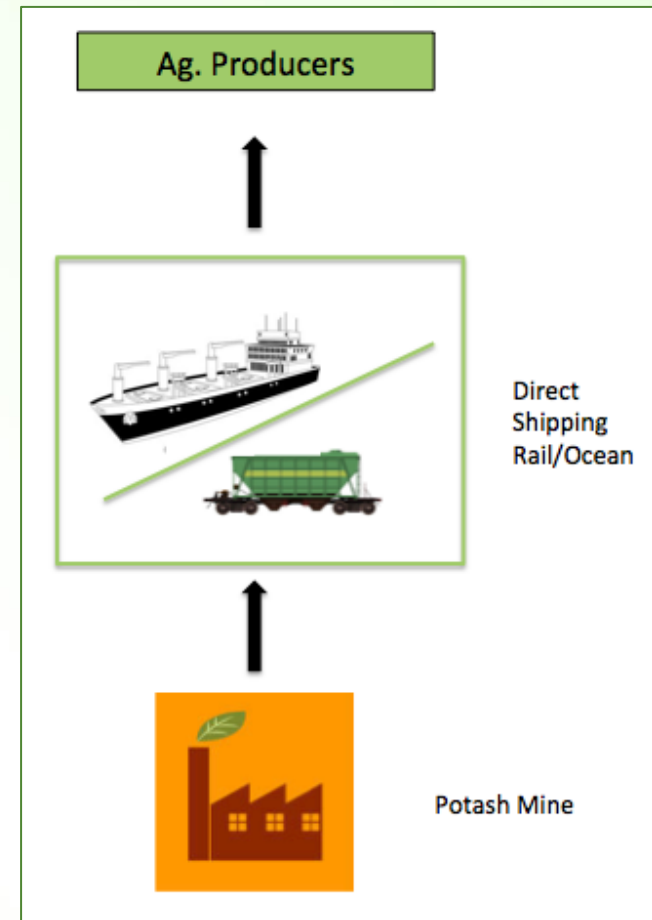 Ag. Producers
Direct
Shipping
Rail/Ocean
Potash Mine